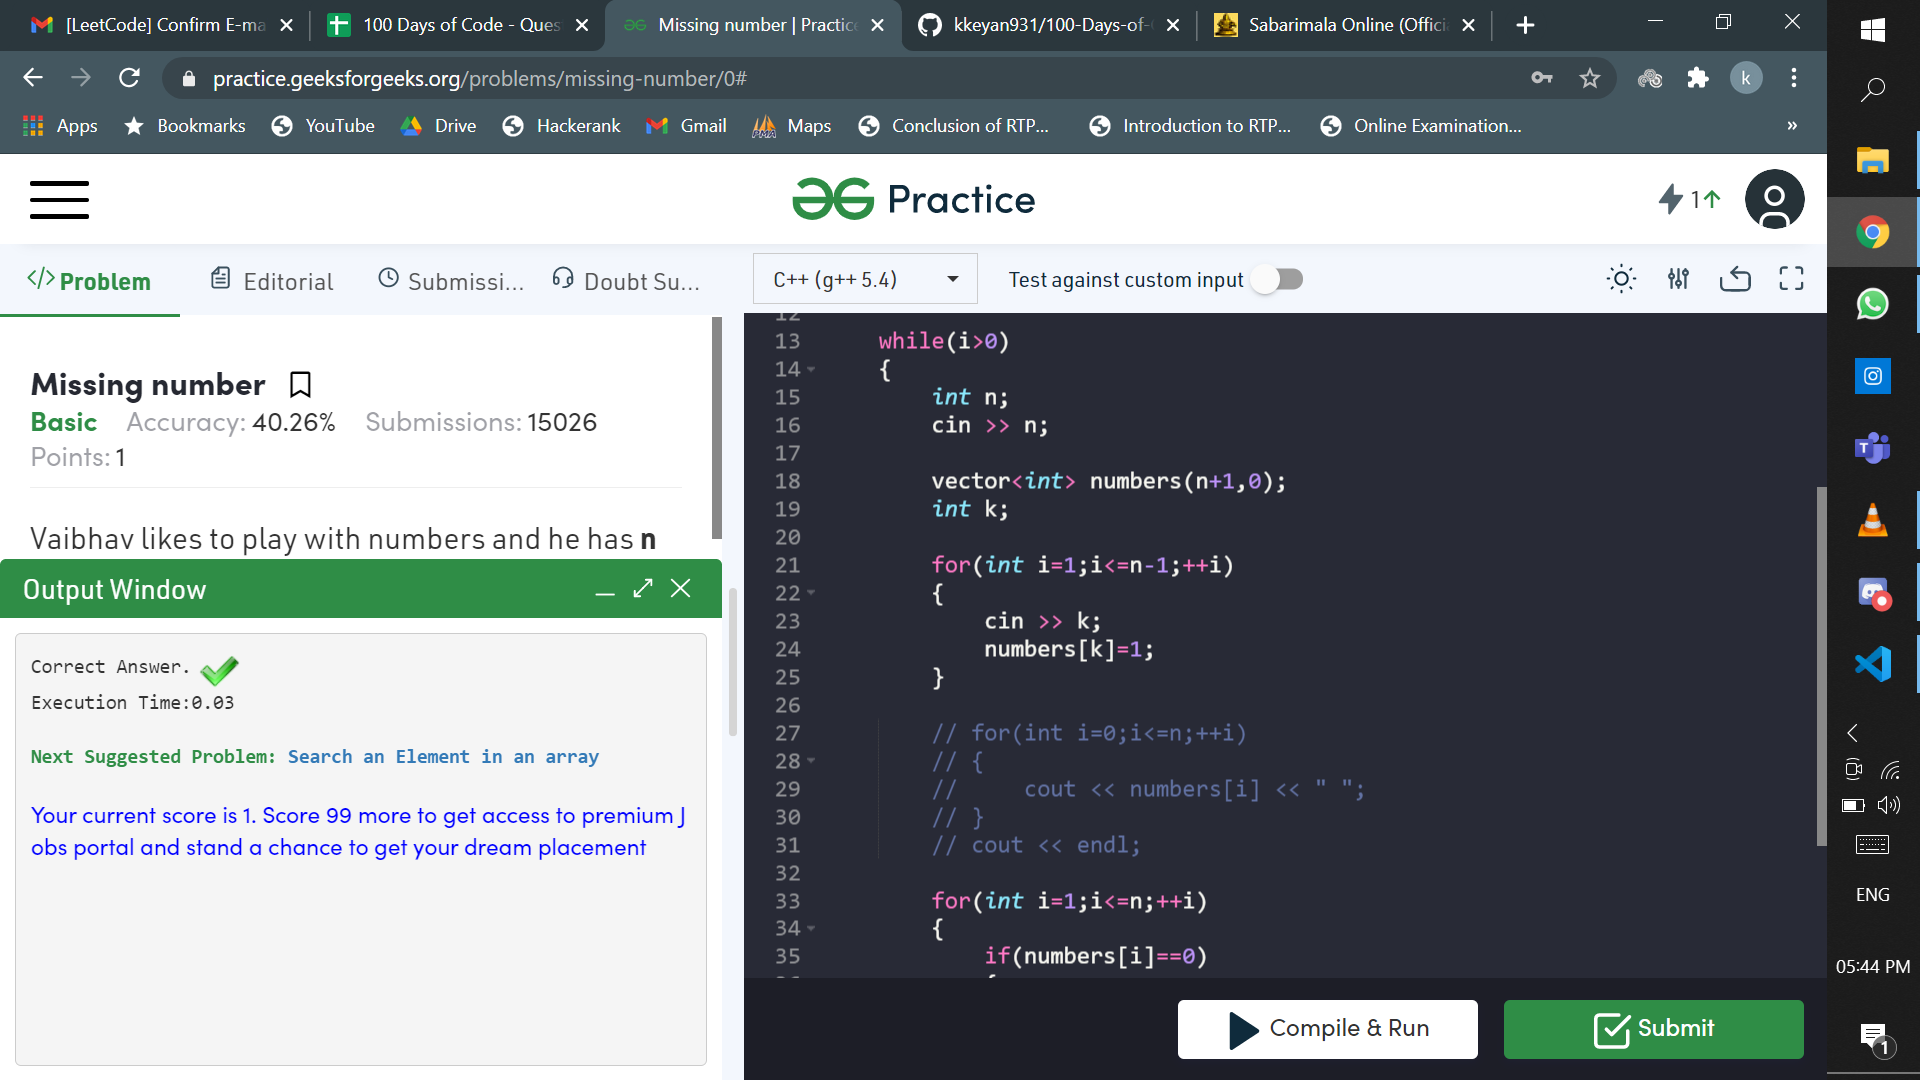 [LeetCode] Confirm E-ma
100 Days of Code - Ques
Missing number | Practice
kkeyan931/100-Days-of-
Sabarimala Online (Offici
practice.geeksforgeeks.org/problems/missing-number/0#
k
Apps
Bookmarks
YouTube
Drive
Hackerank
Gmail
Maps
Conclusion of RTP...
Introduction to RTP...
Online Examination...
»
Practice
1
</> Problem
Editorial
Submissi...
Doubt Su...
C++ (g++ 5.4)
Test against custom input
Missing number
Basic Accuracy: 40.26% Submissions: 15026
Points: 1
Vaibhav likes to play with numbers and he has n
Output Window
Correct Answer.
Execution Time:0.03
Next Suggested Problem: Search an Element in an array
Your current score is 1. Score 99 more to get access to premium J
obs portal and stand a chance to get your dream placement
12
13 while(i>0)
14 {
15 int n;
16 cin >> n;
17
18 vector<int> numbers(n+1,0);
19 int k;
20
21 for(int i=1;i<=n-1;++i)
22 {
23 cin >> k;
24 numbers[k]=1;
25 }
26
27 // for(int i=0;i<=n;++i)
28 // {
29 // cout << numbers[i] << " ";
30 // }
31 // cout << endl;
32
33 for(int i=1;i<=n;++i)
34 {
35 if(numbers[i]==0)
Compile & Run
Submit
ENG
05:44 PM
1